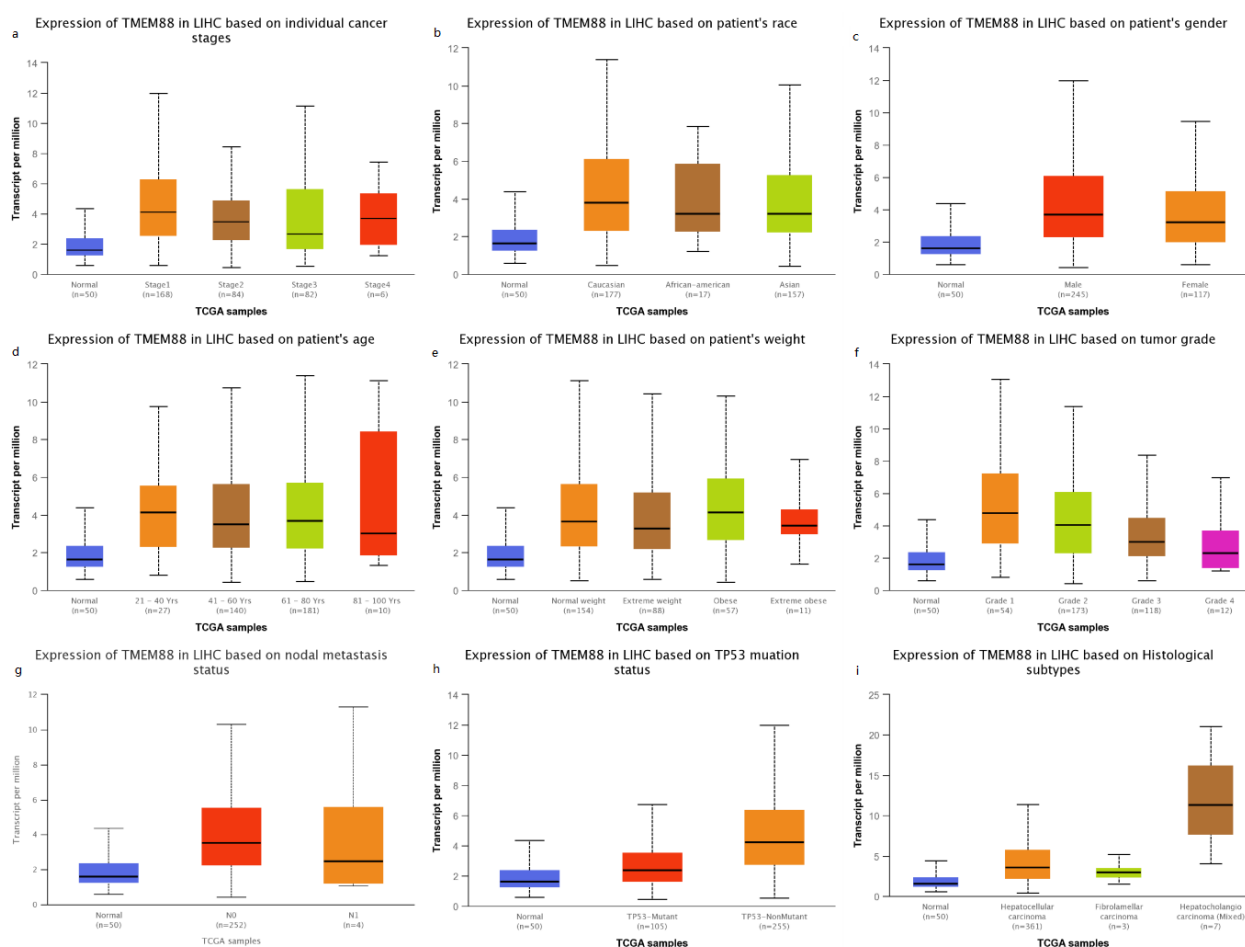 a
Expression of TMEM88 in LIHC based on individual cancer
stages
Transcript per million
14
12
10
8
6
4
2
0
Normal
(n=50)
Stage1
(n=168)
Stage2
(n=84)
Stage3
(n=82)
Stage4
(n=6)
TCGA samples
b
Expression of TMEM88 in LIHC based on patient's race
Transcript per million
12
10
8
6
4
2
0
Normal
(n=50)
Caucasian
(n=177)
African-american
(n=17)
Asian
(n=157)
TCGA samples
c
Expression of TMEM88 in LIHC based on patient's gender
Transcript per million
14
12
10
8
6
4
2
0
Normal
(n=50)
Male
(n=245)
Female
(n=117)
TCGA samples
d
Expression of TMEM88 in LIHC based on patient's age
Transcript per million
12
10
8
6
4
2
0
Normal
(n=50)
21 - 40 Yrs
(n=27)
41 - 60 Yrs
(n=140)
61 - 80 Yrs
(n=181)
81 - 100 Yrs
(n=10)
TCGA samples
e
Expression of TMEM88 in LIHC based on patient's weight
Transcript per million
12
10
8
6
4
2
0
Normal
(n=50)
Normal weight
(n=154)
Extreme weight
(n=88)
Obese
(n=57)
Extreme obese
(n=11)
TCGA samples
f
Expression of TMEM88 in LIHC based on tumor grade
Transcript per million
14
12
10
8
6
4
2
0
Normal
(n=50)
Grade 1
(n=54)
Grade 2
(n=173)
Grade 3
(n=118)
Grade 4
(n=12)
TCGA samples
g
Expression of TMEM88 in LIHC based on nodal metastasis
status
Transcript per million
12
10
8
6
4
2
0
Normal
(n=50)
N0
(n=252)
N1
(n=4)
TCGA samples
h
Expression of TMEM88 in LIHC based on TP53 muation
status
Transcript per million
14
12
10
8
6
4
2
0
Normal
(n=50)
TP53-Mutant
(n=105)
TP53-NonMutant
(n=255)
TCGA samples
i
Expression of TMEM88 in LIHC based on Histological
subtypes
Transcript per million
25
20
15
10
5
0
Normal
(n=50)
Hepatocellular
carcinoma
(n=361)
Fibrolamellar
carcinoma
(n=3)
Hepatocholangio
carcinoma (Mixed)
(n=7)
TCGA samples